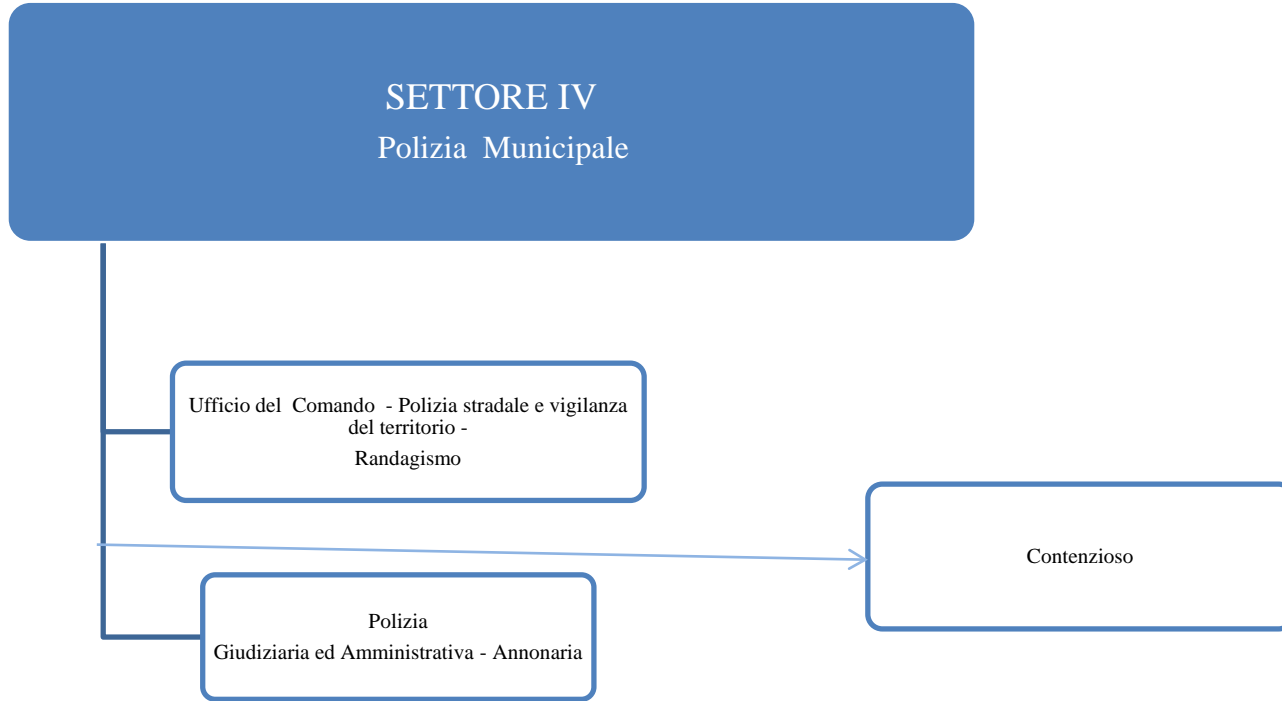 SETTORE IV
Polizia Municipale
Ufficio del Comando - Polizia stradale e vigilanza
del territorio -
Randagismo
Contenzioso
Polizia
Giudiziaria ed Amministrativa - Annonaria